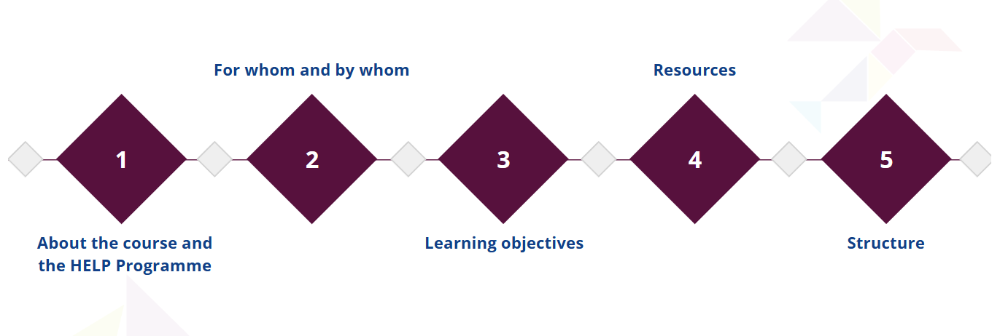 For whom and by whom
Resources
1
2
3
4
5
About the course and
the HELP Programme
Learning objectives
Structure